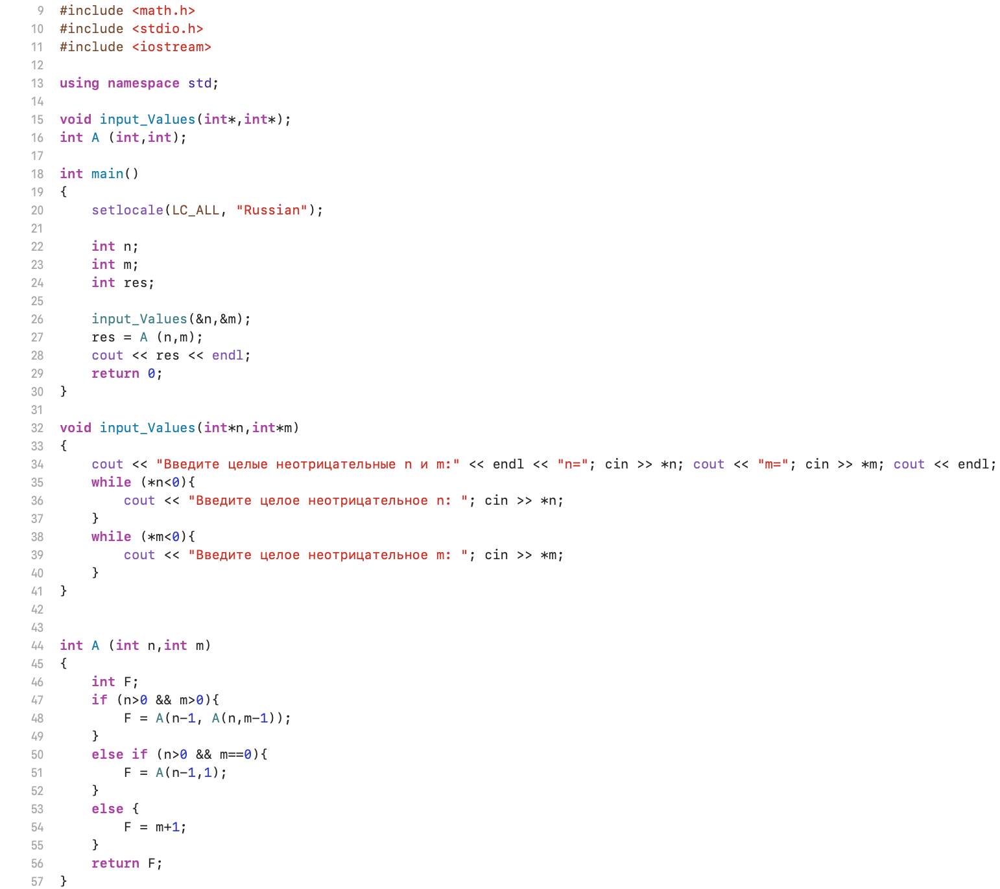 9 #include <math.h>
10 #include <stdio.h>
11 #include <iostream>
12
13 using namespace std;
14
15 void input_Values(int*,int*);
16 int A (int,int);
17
18 int main()
19 {
20     setlocale(LC_ALL, "Russian");
21
22     int n;
23     int m;
24     int res;
25
26     input_Values(&n,&m);
27     res = A (n,m);
28     cout << res << endl;
29     return 0;
30 }
31
32 void input_Values(int*n,int*m)
33 {
34     cout << "Введите целые неотрицательные n и m:" << endl << "n="; cin >> *n; cout << "m="; cin >> *m; cout << endl;
35     while (*n<0){
36         cout << "Введите целое неотрицательное n: "; cin >> *n;
37     }
38     while (*m<0){
39         cout << "Введите целое неотрицательное m: "; cin >> *m;
40     }
41 }
42
43
44 int A (int n,int m)
45 {
46     int F;
47     if (n>0 && m>0){
48         F = A(n-1, A(n,m-1));
49     }
50     else if (n>0 && m==0){
51         F = A(n-1,1);
52     }
53     else {
54         F = m+1;
55     }
56     return F;
57 }